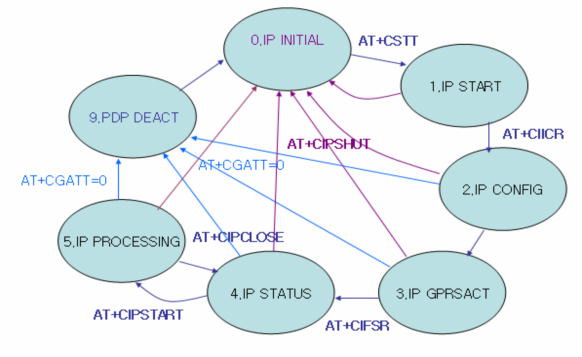 0,IP INITIAL
AT+CSTT
1,IP START
9,PDP DEACT
AT+CIICR
AT+CIPSHUT
AT+CGATT=0
AT+CGATT=0
2,IP CONFIG
5,IP PROCESSING
AT+CIPCLOSE
4,IP STATUS
3,IP GPRSACT
AT+CIPSTART
AT+CIFSR